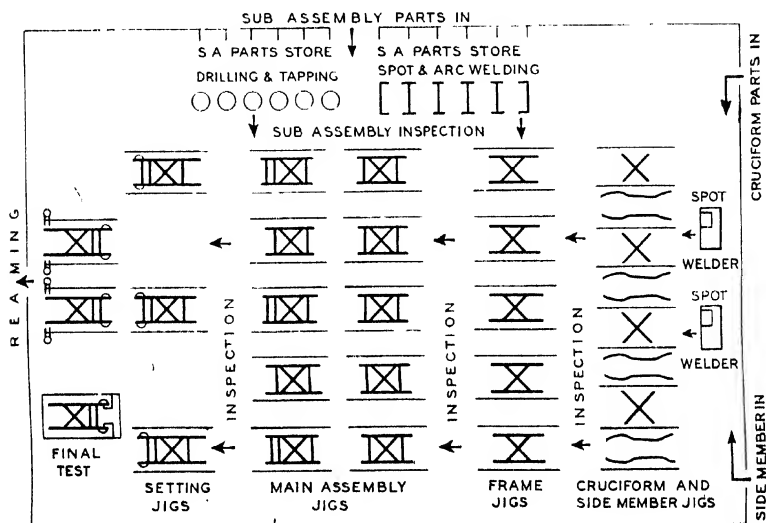 SUB ASSEMBLY PARTS IN
S A PARTS STORE
S A PARTS STORE
DRILLING & TAPPING
SPOT & ARC WELDING
SUB ASSEMBLY INSPECTION
CRUCIFORM PARTS IN
SPOT
WELDER
SPOT
WELDER
REAMING
INSPECTION
INSPECTION
INSPECTION
SIDE MEMBER IN
FINAL
TEST
SETTING
JIGS
MAIN ASSEMBLY
JIGS
FRAME
JIGS
CRUCIFORM AND
SIDE MEMBER JIGS